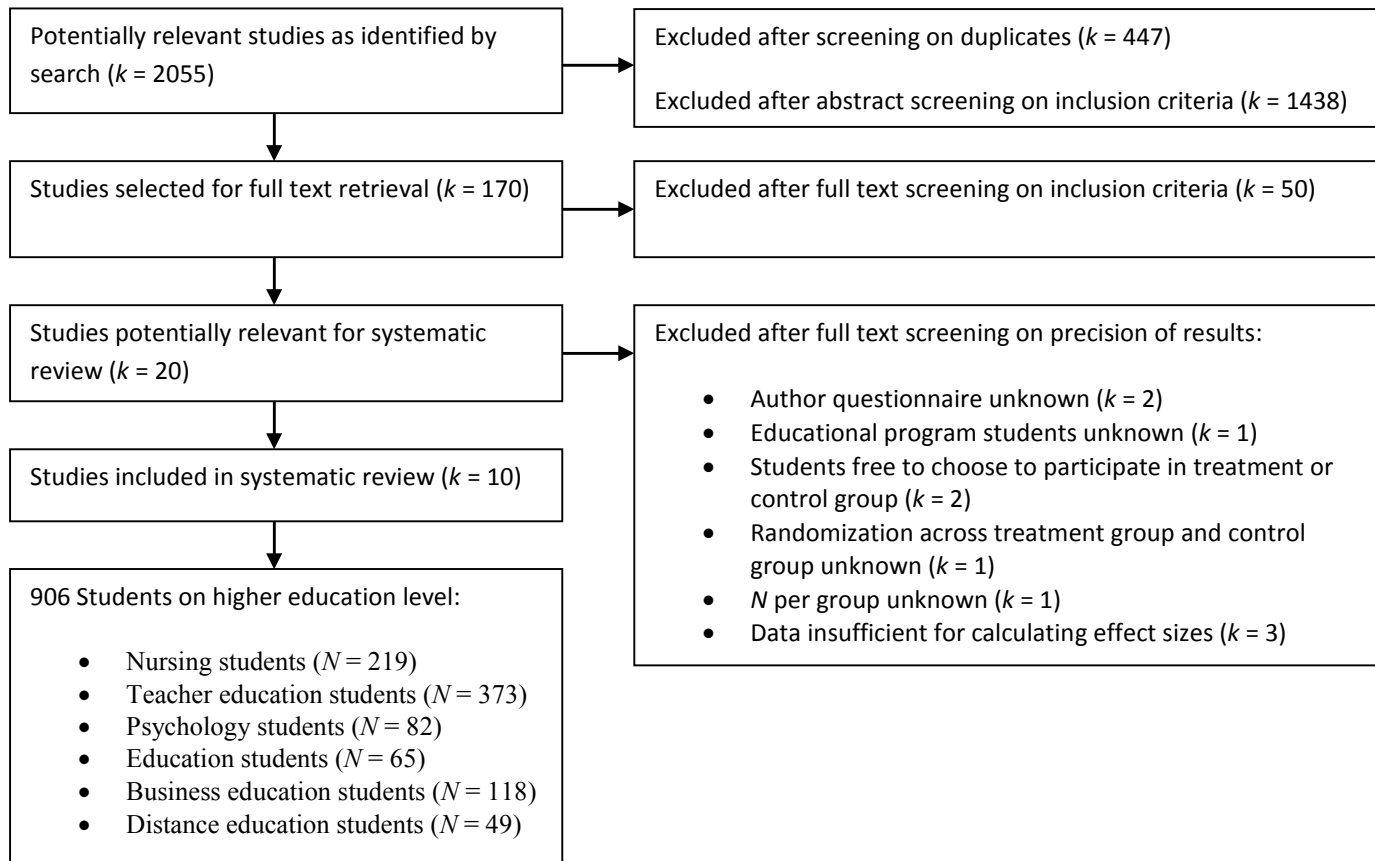 Potentially relevant studies as identified by
search (k = 2055)
Excluded after screening on duplicates (k = 447)
Excluded after abstract screening on inclusion criteria (k = 1438)
Studies selected for full text retrieval (k = 170)
Excluded after full text screening on inclusion criteria (k = 50)
Studies potentially relevant for systematic
review (k = 20)
Excluded after full text screening on precision of results:
• Author questionnaire unknown (k = 2)
• Educational program students unknown (k = 1)
• Students free to choose to participate in treatment or
control group (k = 2)
• Randomization across treatment group and control
group unknown (k = 1)
• N per group unknown (k = 1)
• Data insufficient for calculating effect sizes (k = 3)
Studies included in systematic review (k = 10)
906 Students on higher education level:
• Nursing students (N = 219)
• Teacher education students (N = 373)
• Psychology students (N = 82)
• Education students (N = 65)
• Business education students (N = 118)
• Distance education students (N = 49)